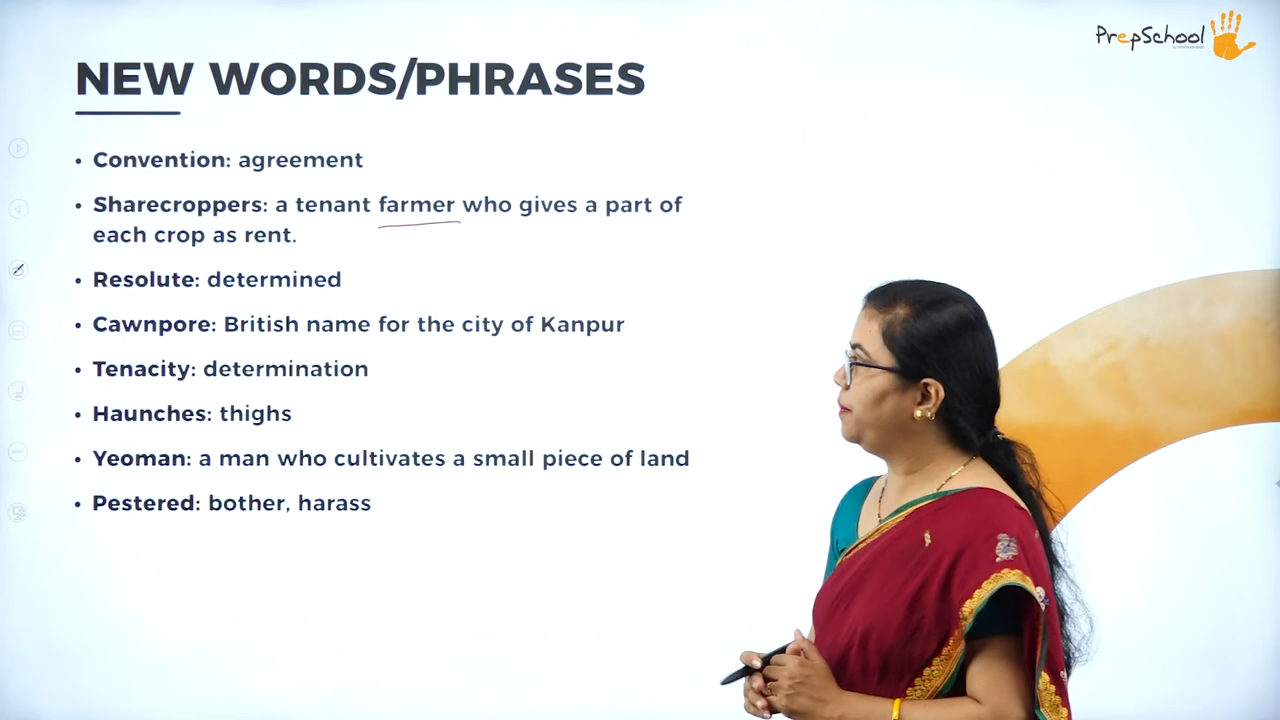 PrepSchool
NEW WORDS/PHRASES
• Convention: agreement
• Sharecroppers: a tenant farmer who gives a part of
each crop as rent.
• Resolute: determined
• Cawnpore: British name for the city of Kanpur
• Tenacity: determination
• Haunches: thighs
• Yeoman: a man who cultivates a small piece of land
• Pestered: bother, harass